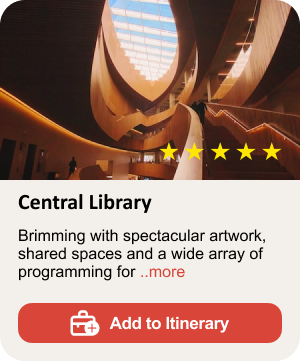 Central Library
Brimming with spectacular artwork,
shared spaces and a wide array of
programming for ..more
Add to Itinerary